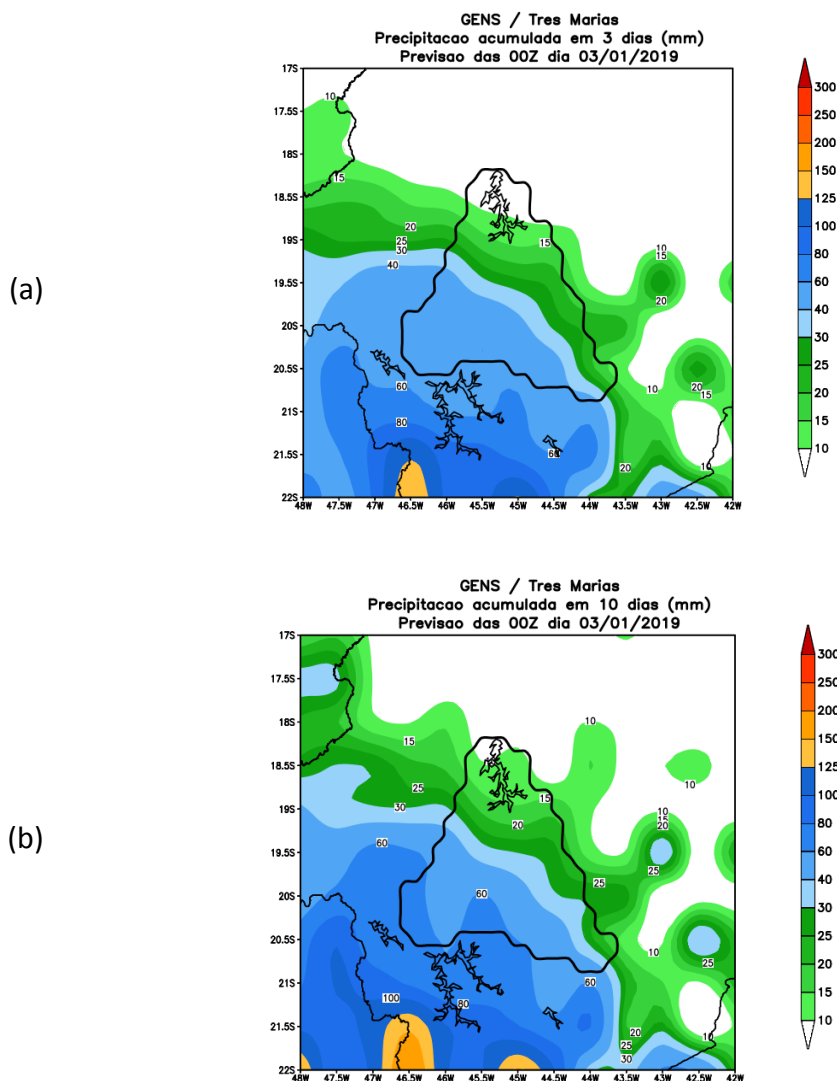 GENS / Tres Marias
Precipitacao acumulada em 3 dias (mm)
Previsao das 00Z dia 03/01/2019
(a)
17S
17.5S
18S
18.5S
19S
19.5S
20S
20.5S
21S
21.5S
22S
48W 47.5W 47W 46.5W 46W 45.5W 45W 44.5W 44W 43.5W 43W 42.5W 42W
10
15
20
15
25
30
10
15
40
20
10
60
20
15
80
60
20
10
300
250
200
150
125
100
80
60
40
30
25
20
15
10
GENS / Tres Marias
Precipitacao acumulada em 10 dias (mm)
Previsao das 00Z dia 03/01/2019
(b)
17S
17.5S
18S
18.5S
19S
19.5S
20S
20.5S
21S
21.5S
22S
48W 47.5W 47W 46.5W 46W 45.5W 45W 44.5W 44W 43.5W 43W 42.5W 42W
10
15
10
25
15
30
10
15
20
20
60
25
25
60
10
25
60
100
80
20
25
30
10
300
250
200
150
125
100
80
60
40
30
25
20
15
10